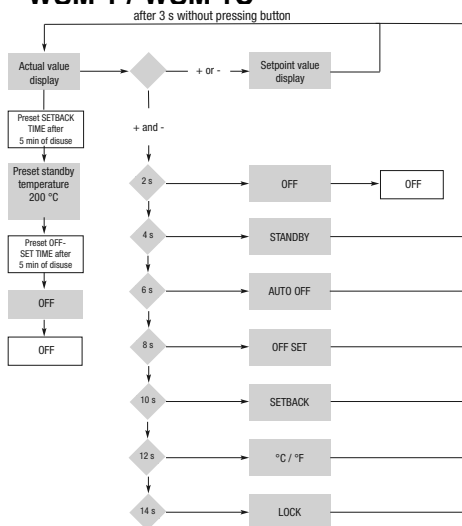 after 3 s without pressing button
Actual value
display
+ or -
Setpoint value
display
Preset SETBACK
TIME after
5 min of disuse
+ and -
Preset standby
temperature
200 °C
2 s
OFF
OFF
Preset OFF-
SET TIME after
5 min of disuse
4 s
STANDBY
OFF
6 s
AUTO OFF
OFF
8 s
OFF SET
10 s
SETBACK
12 s
°C / °F
14 s
LOCK